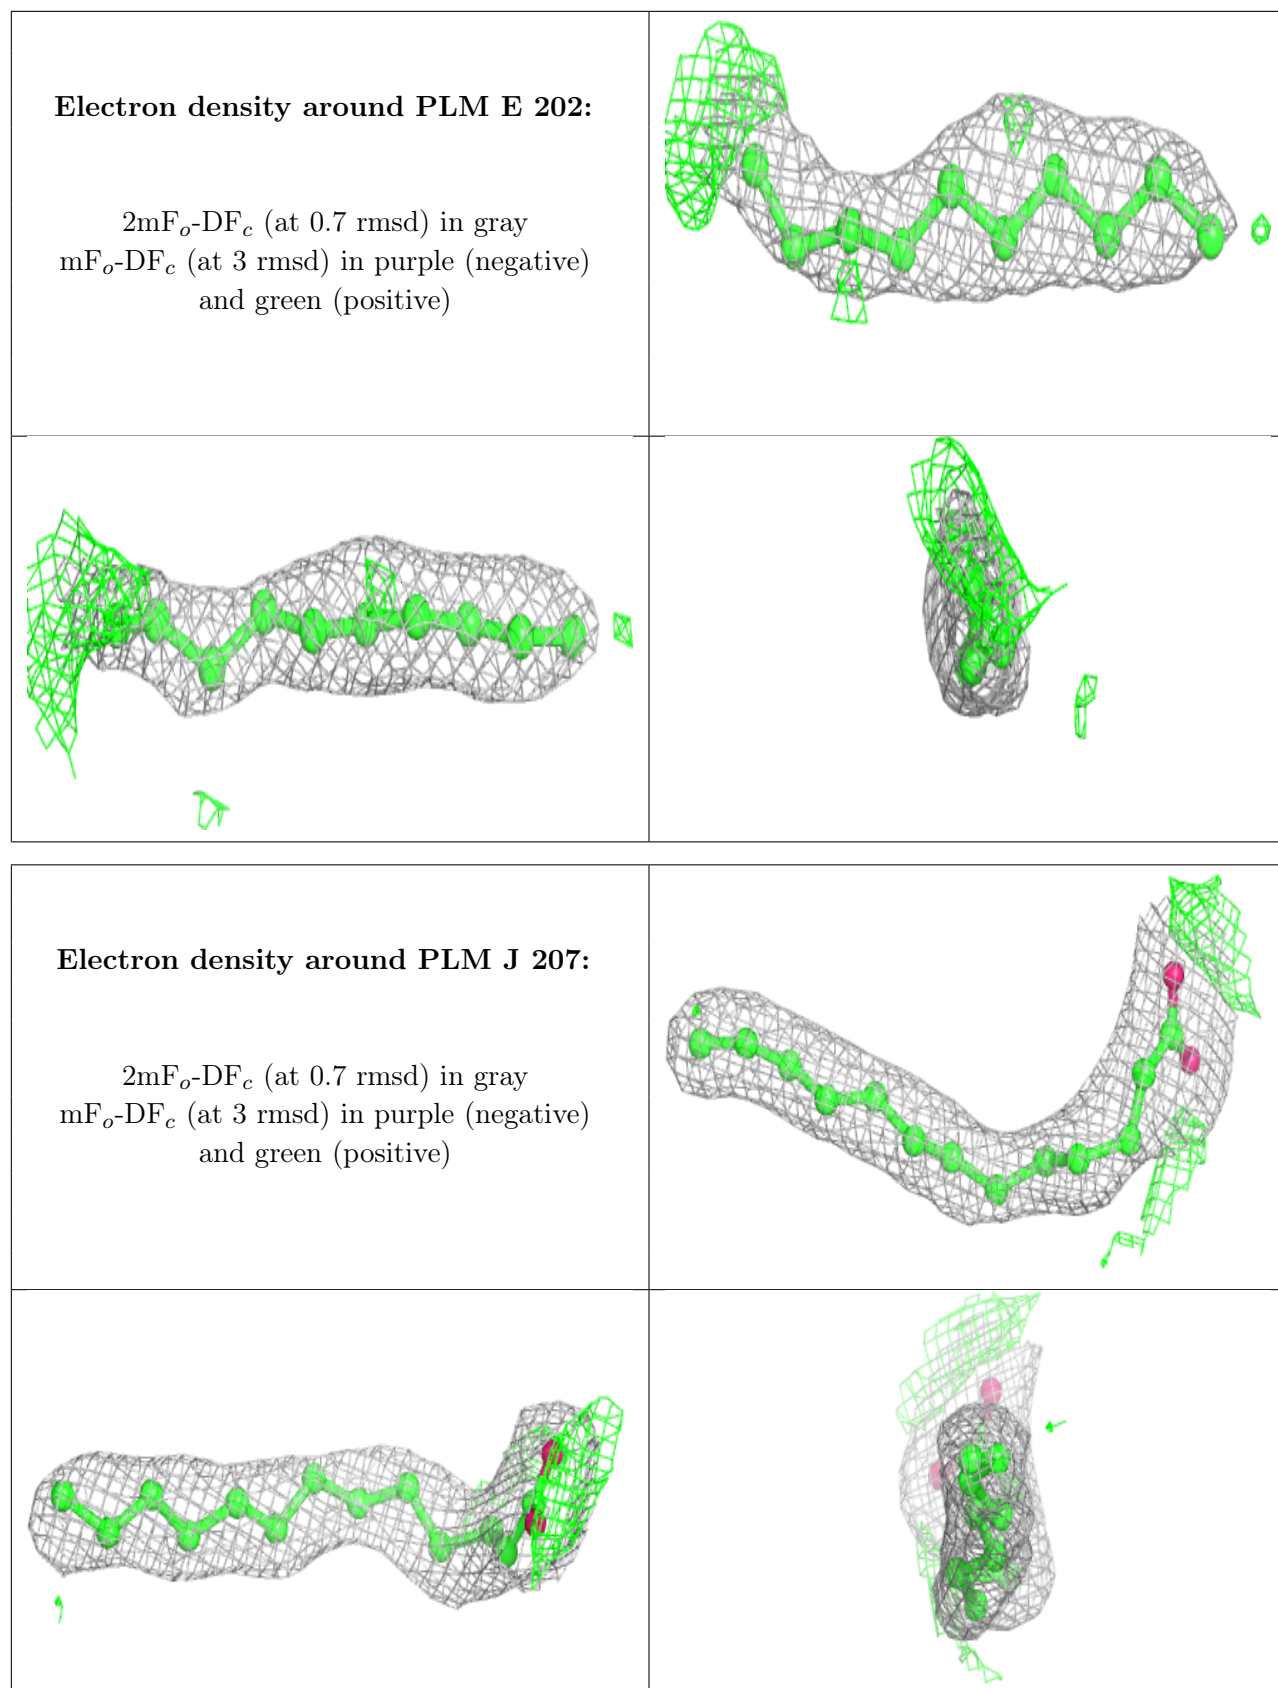 Electron density around PLM E 202:
2mFₒ-DF𝒸 (at 0.7 rmsd) in gray
mFₒ-DF𝒸 (at 3 rmsd) in purple (negative)
and green (positive)
Electron density around PLM J 207:
2mFₒ-DF𝒸 (at 0.7 rmsd) in gray
mFₒ-DF𝒸 (at 3 rmsd) in purple (negative)
and green (positive)